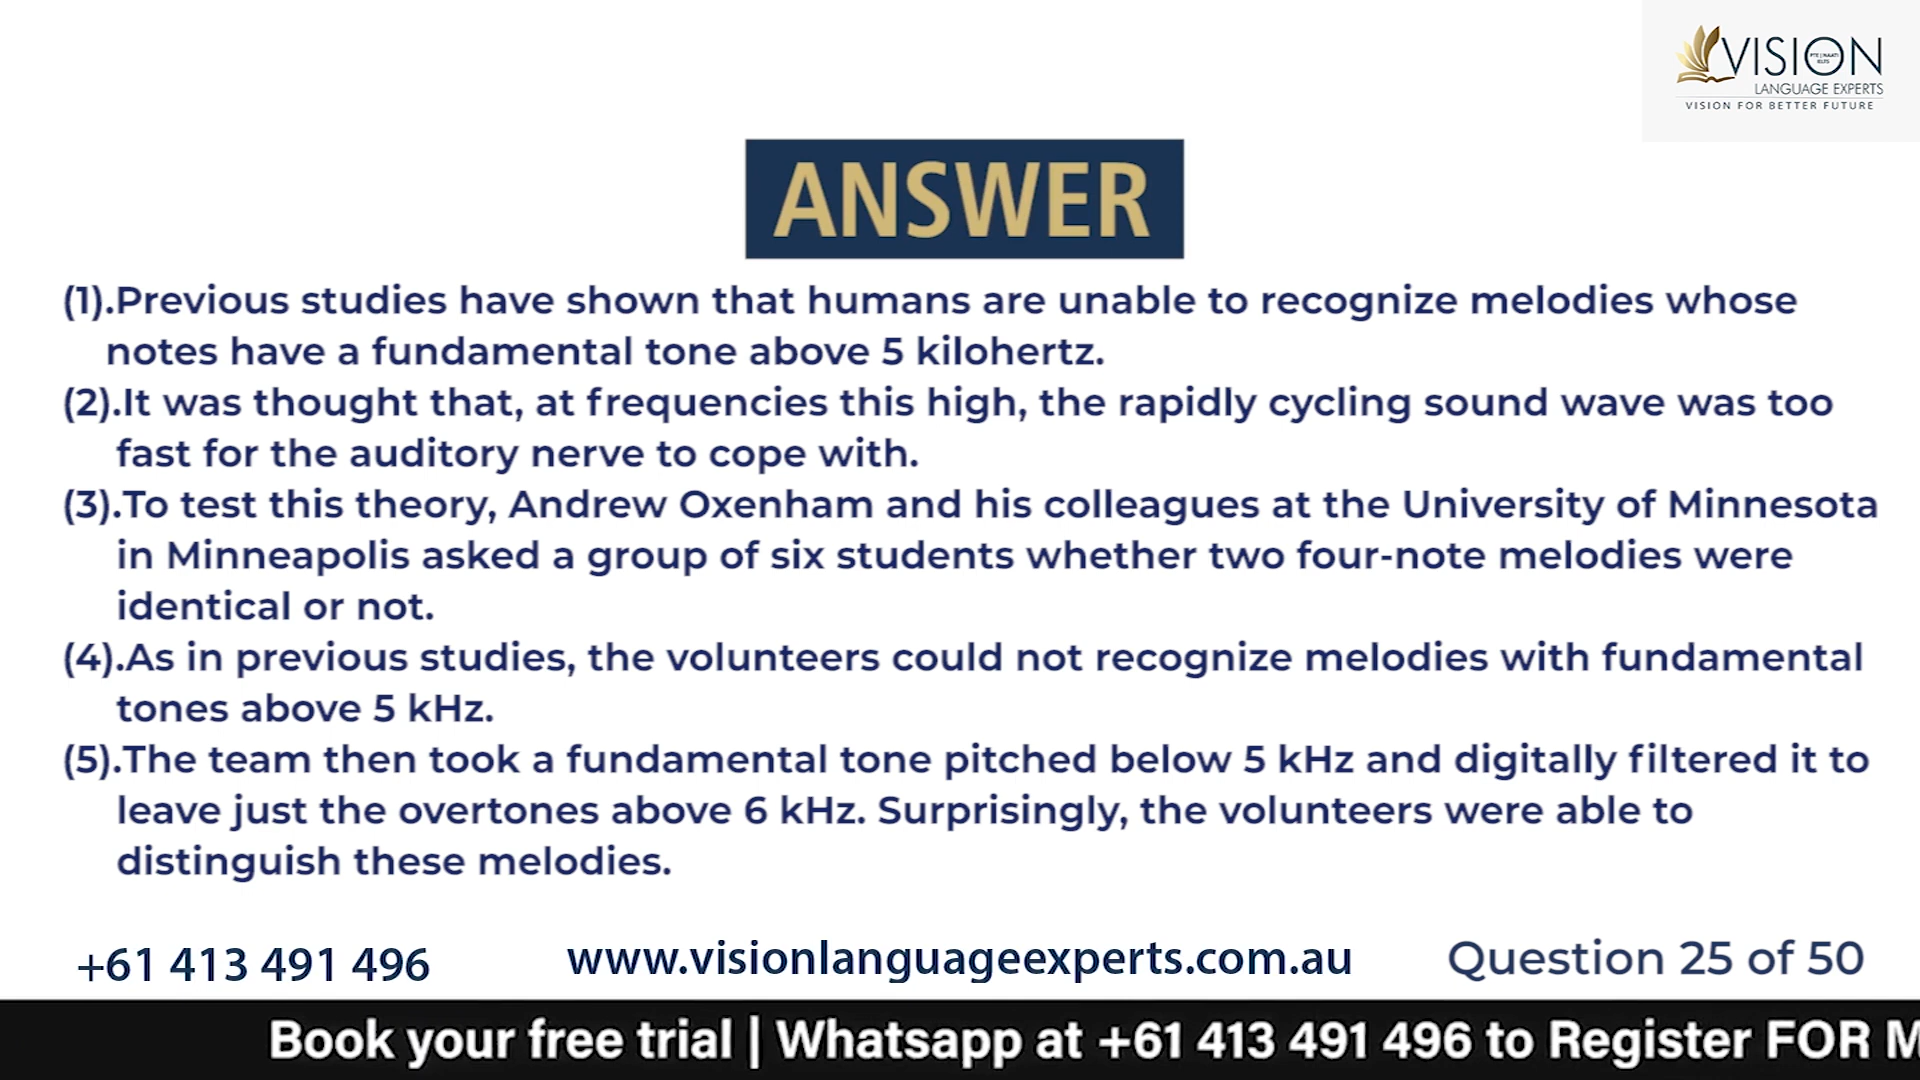 VISION
LANGUAGE EXPERTS
VISION FOR BETTER FUTURE
ANSWER
(1).Previous studies have shown that humans are unable to recognize melodies whose
notes have a fundamental tone above 5 kilohertz.
(2).It was thought that, at frequencies this high, the rapidly cycling sound wave was too
fast for the auditory nerve to cope with.
(3).To test this theory, Andrew Oxenham and his colleagues at the University of Minnesota
in Minneapolis asked a group of six students whether two four-note melodies were
identical or not.
(4).As in previous studies, the volunteers could not recognize melodies with fundamental
tones above 5 kHz.
(5).The team then took a fundamental tone pitched below 5 kHz and digitally filtered it to
leave just the overtones above 6 kHz. Surprisingly, the volunteers were able to
distinguish these melodies.
+61 413 491 496
www.visionlanguageexperts.com.au
Question 25 of 50
Book your free trial | Whatsapp at +61 413 491 496 to Register FOR M